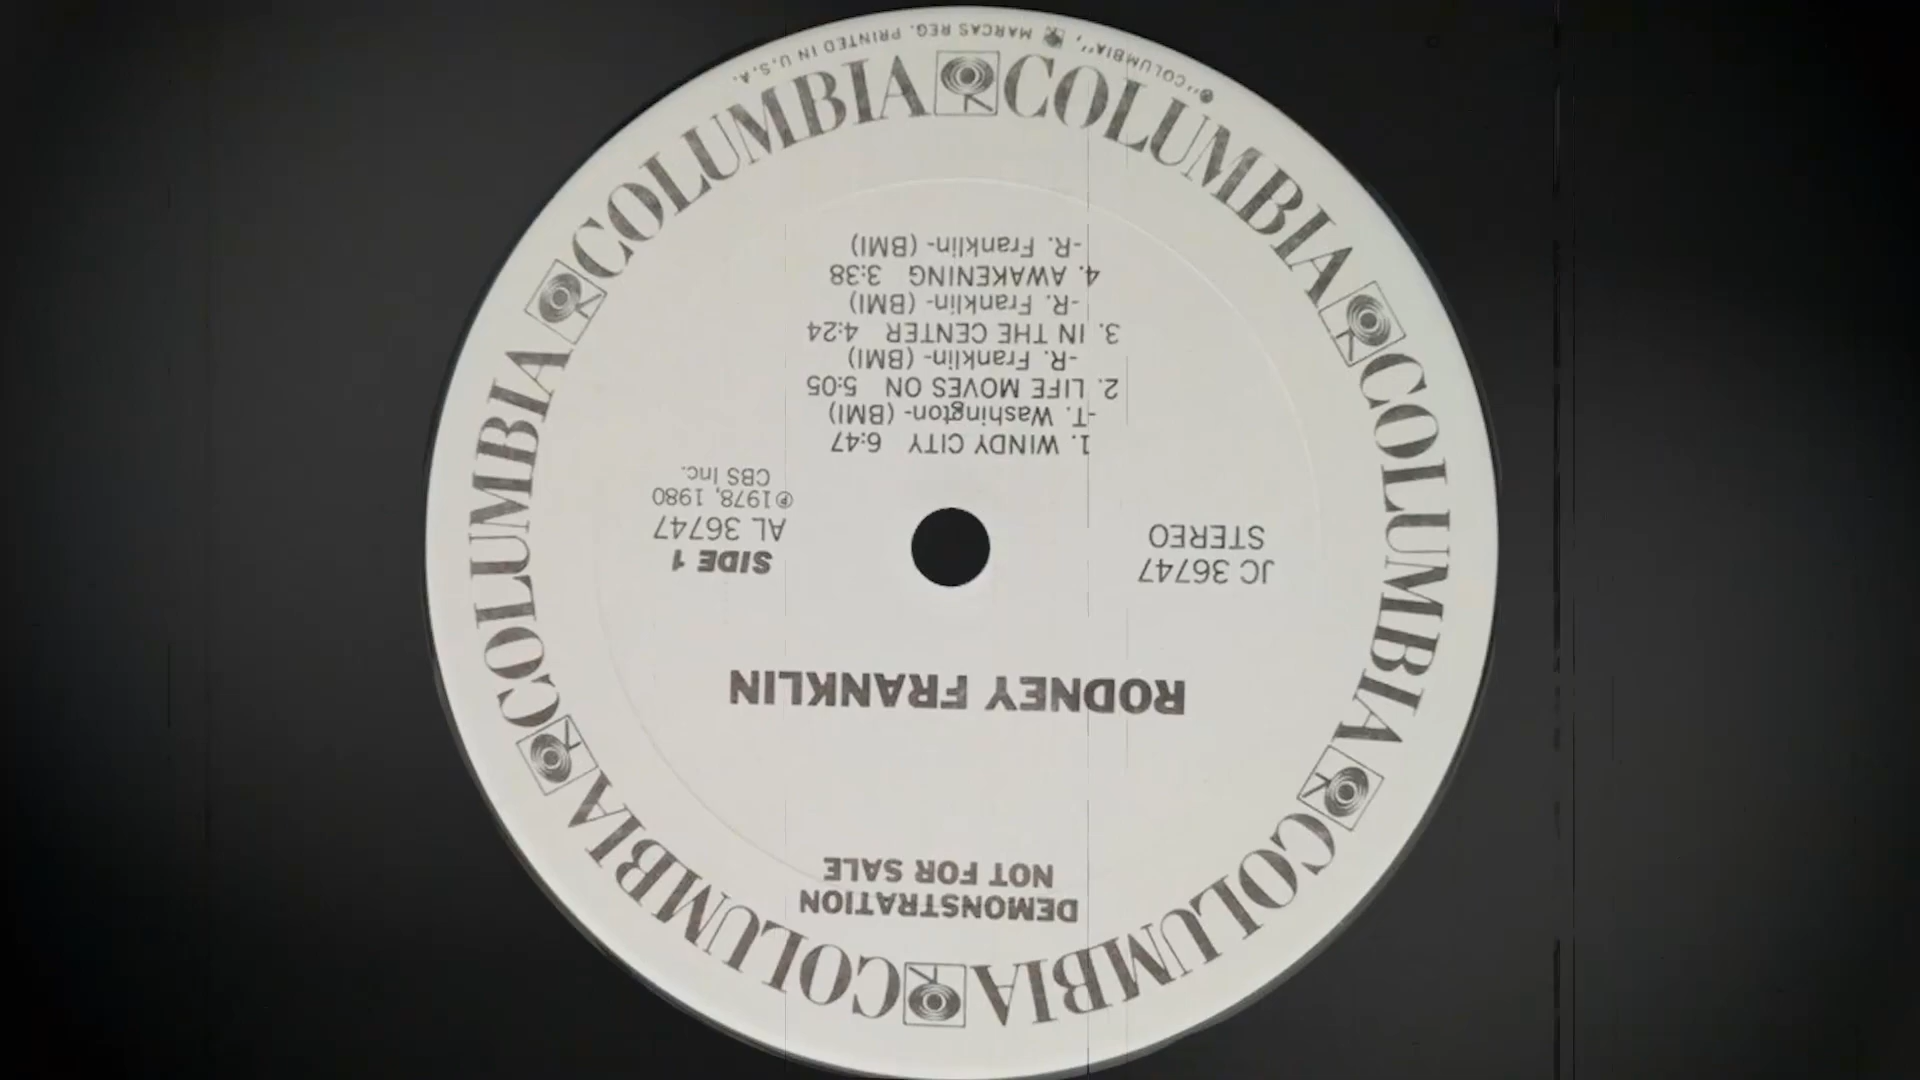 COLUMBIA COLUMBIA COLUMBIA COLUMBIA COLUMBIA COLUMBIA
DEMONSTRATION
NOT FOR SALE
RODNEY FRANKLIN
JC 36747
STEREO
SIDE 1
AL 36747
℗1978, 1980
CBS Inc.
1. WINDY CITY 6:47
-T. Washington- (BMI)
2. LIFE MOVES ON 5:05
-R. Franklin- (BMI)
3. IN THE CENTER 4:24
-R. Franklin- (BMI)
4. AWAKENING 3:38
-R. Franklin- (BMI)
"COLUMBIA", MARCAS REG. PRINTED IN U.S.A.